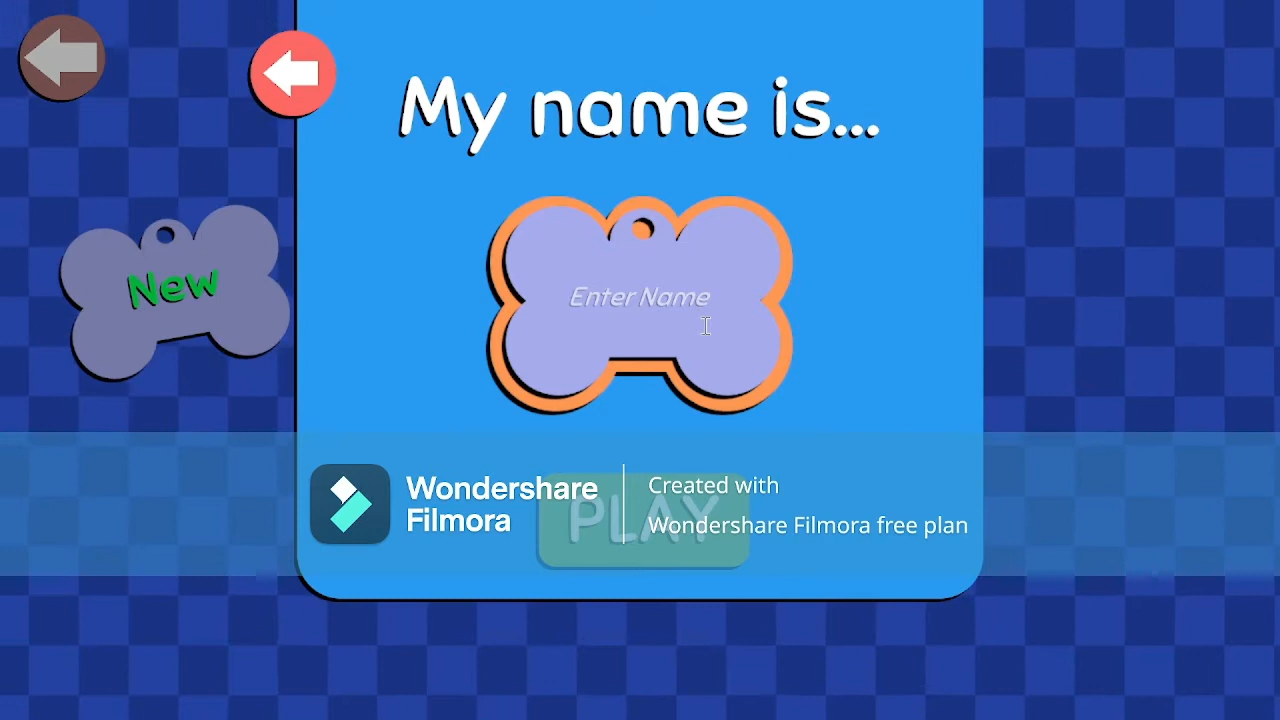 My name is...
New
Enter Name
Wondershare
Filmora
Created with
Wondershare Filmora free plan
PLAY